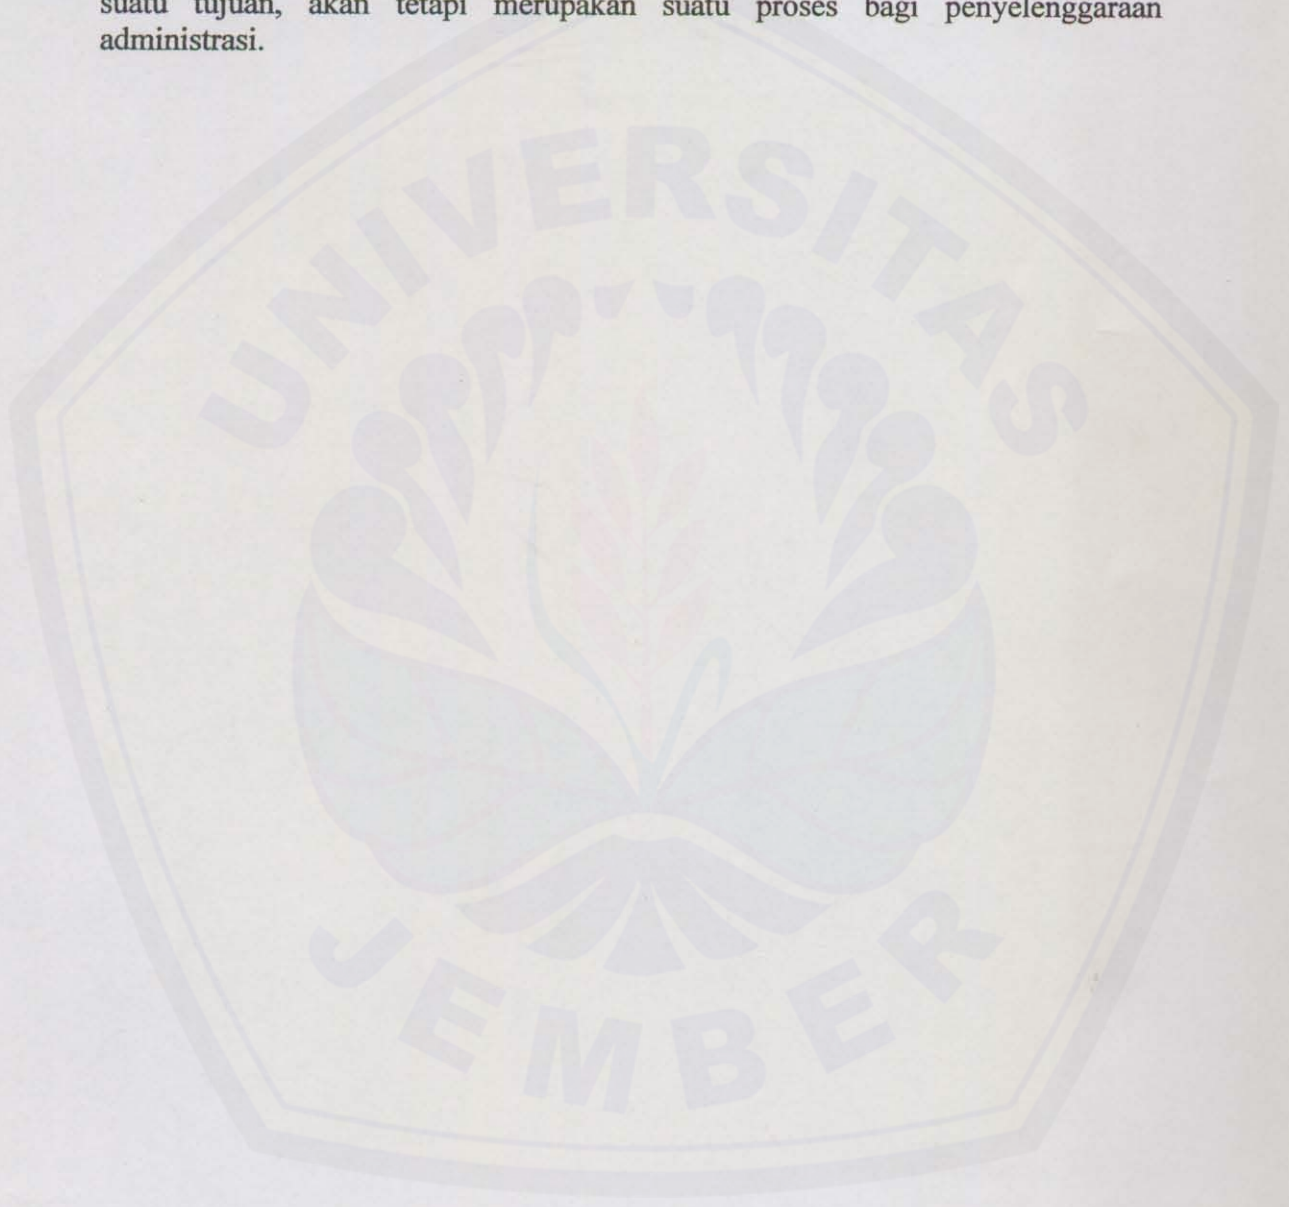 suatu tujuan, akan tetapi merupakan suatu proses bagi penyelenggaraan
administrasi.
UNIVERSITAS
JEMBER